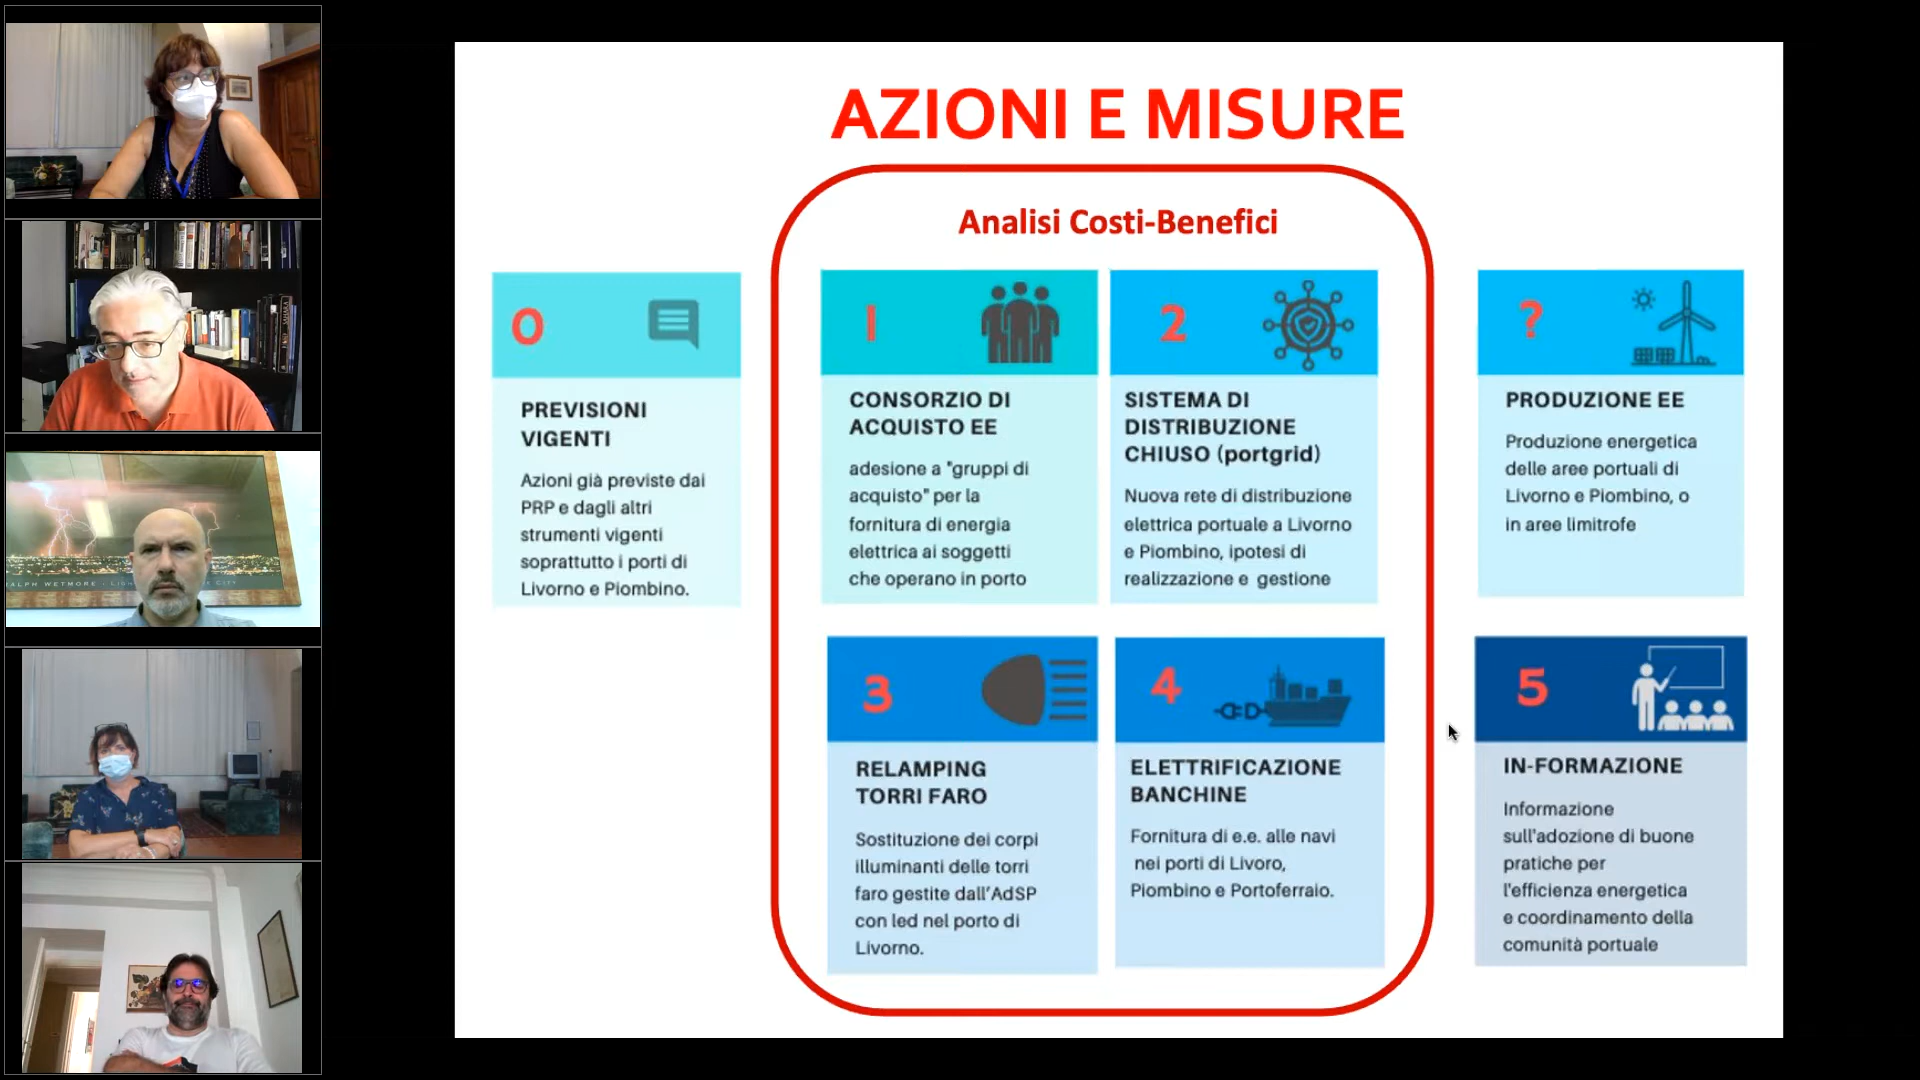 AZIONI E MISURE
Analisi Costi-Benefici
0
PREVISIONI
VIGENTI
Azioni già previste dai
PRP e dagli altri
strumenti vigenti
soprattutto i porti di
Livorno e Piombino.
1
CONSORZIO DI
ACQUISTO EE
adesione a "gruppi di
acquisto" per la
fornitura di energia
elettrica ai soggetti
che operano in porto
2
SISTEMA DI
DISTRIBUZIONE
CHIUSO (portgrid)
Nuova rete di distribuzione
elettrica portuale a Livorno
e Piombino, ipotesi di
realizzazione e gestione
?
PRODUZIONE EE
Produzione energetica
delle aree portuali di
Livorno e Piombino, o
in aree limitrofe
3
RELAMPING
TORRI FARO
Sostituzione dei corpi
illuminanti delle torri
faro gestite dall'AdSP
con led nel porto di
Livorno.
4
ELETTRIFICAZIONE
BANCHINE
Fornitura di e.e. alle navi
nei porti di Livoro,
Piombino e Portoferraio.
5
IN-FORMAZIONE
Informazione
sull'adozione di buone
pratiche per
l'efficienza energetica
e coordinamento della
comunità portuale
RALPH WETMORE
CITY